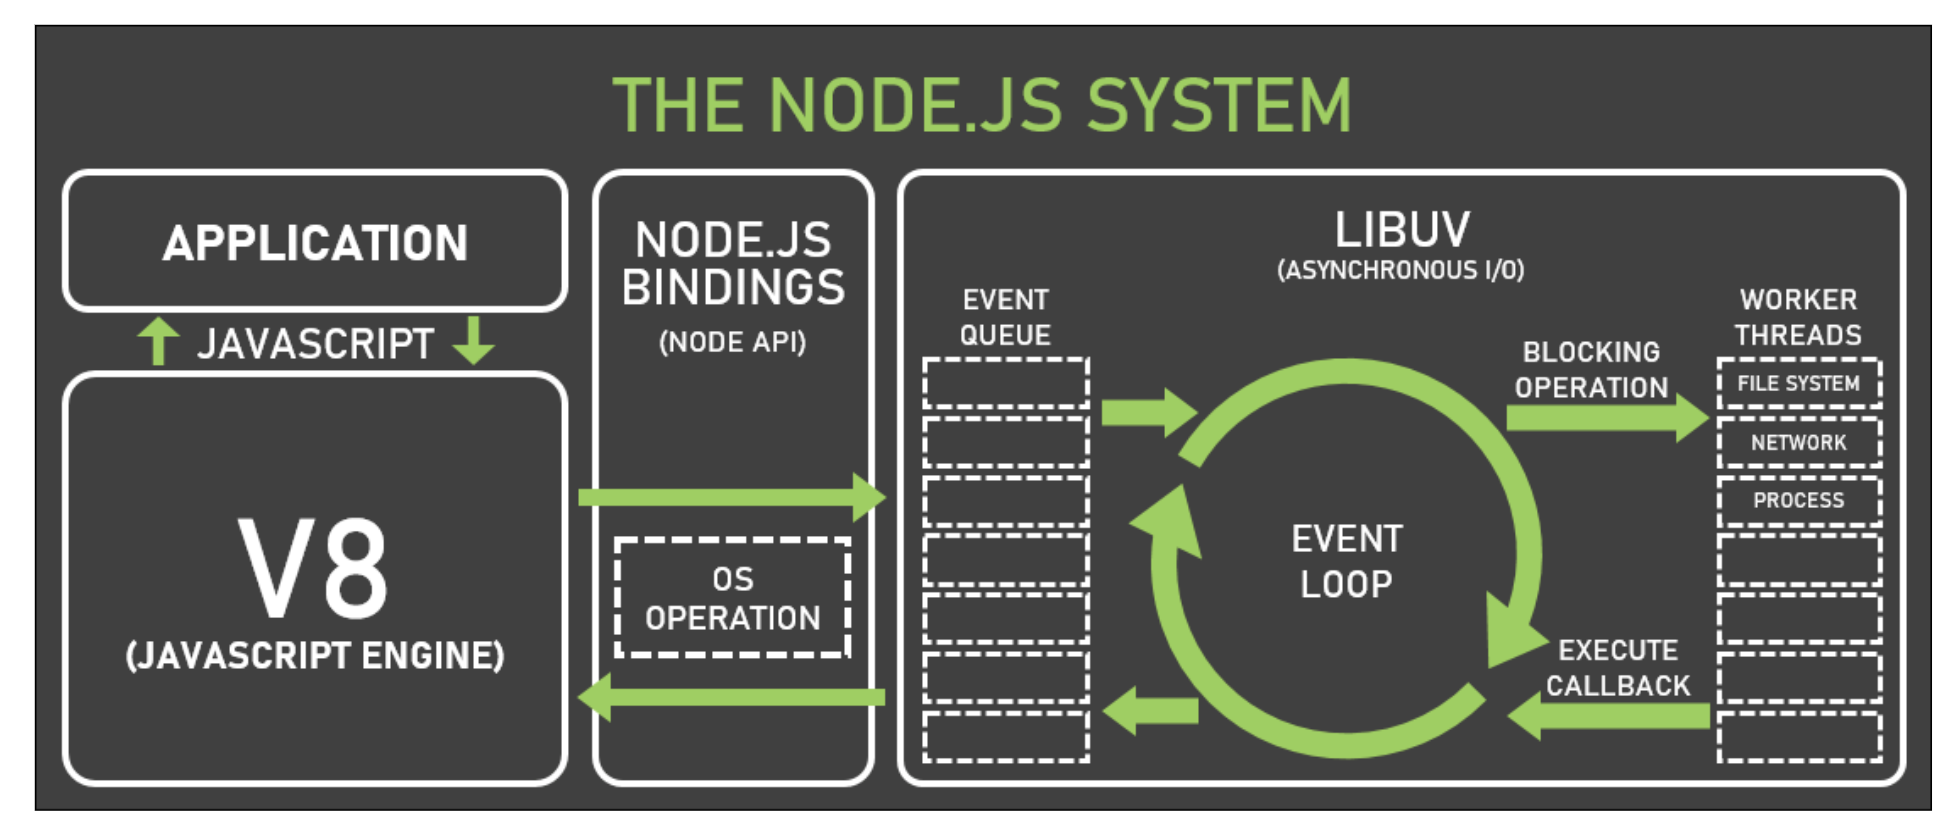 THE NODE.JS SYSTEM
APPLICATION
JAVASCRIPT
V8
(JAVASCRIPT ENGINE)
NODE.JS
BINDINGS
(NODE API)
OS
OPERATION
LIBUV
(ASYNCHRONOUS I/O)
EVENT
QUEUE
EVENT
LOOP
BLOCKING
OPERATION
EXECUTE
CALLBACK
WORKER
THREADS
FILE SYSTEM
NETWORK
PROCESS